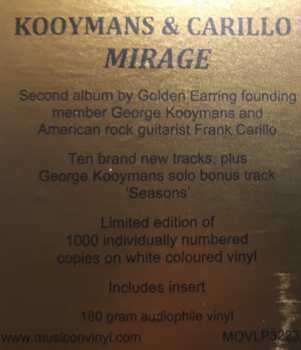 KOOYMANS & CARILLO
MIRAGE
Second album by Golden Earring founding
member George Kooymans and
American rock guitarist Frank Carillo
Ten brand new tracks, plus
George Kooymans solo bonus track
'Seasons'
Limited edition of
1000 individually numbered
copies on white coloured vinyl
Includes insert
180 gram audiophile vinyl
www.musiconvinyl.com MOVLP3223